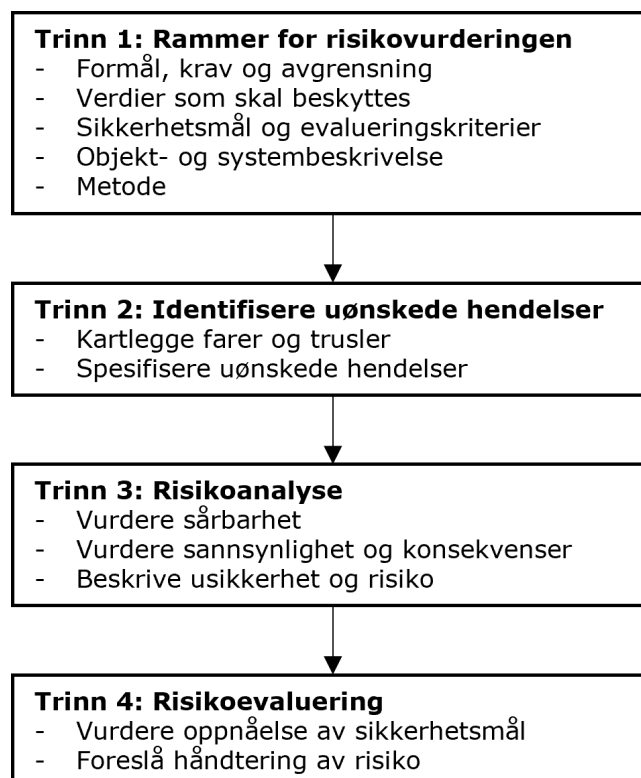 Trinn 1: Rammer for risikovurderingen
- Formål, krav og avgrensning
- Verdier som skal beskyttes
- Sikkerhetsmål og evalueringskriterier
- Objekt- og systembeskrivelse
- Metode
Trinn 2: Identifisere uønskede hendelser
- Kartlegge farer og trusler
- Spesifisere uønskede hendelser
Trinn 3: Risikoanalyse
- Vurdere sårbarhet
- Vurdere sannsynlighet og konsekvenser
- Beskrive usikkerhet og risiko
Trinn 4: Risikoevaluering
- Vurdere oppnåelse av sikkerhetsmål
- Foreslå håndtering av risiko